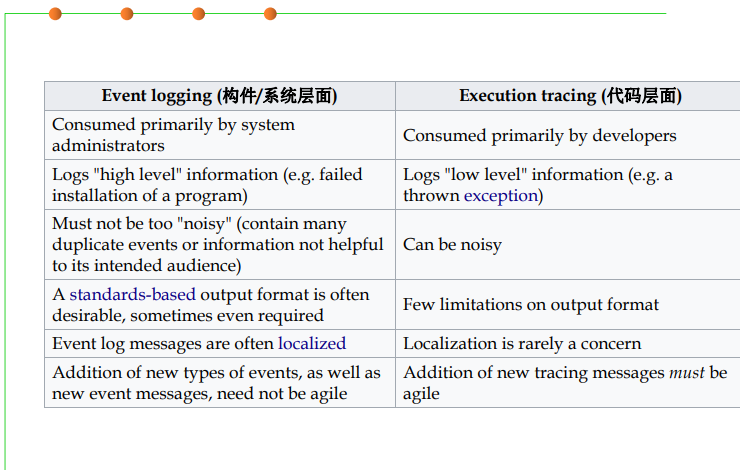 Event logging (构件/系统层面)
Execution tracing (代码层面)
Consumed primarily by system
administrators
Consumed primarily by developers
Logs "high level" information (e.g. failed
installation of a program)
Logs "low level" information (e.g. a
thrown exception)
Must not be too "noisy" (contain many
duplicate events or information not helpful
to its intended audience)
Can be noisy
A standards-based output format is often
desirable, sometimes even required
Few limitations on output format
Event log messages are often localized
Localization is rarely a concern
Addition of new types of events, as well as
new event messages, need not be agile
Addition of new tracing messages must be
agile